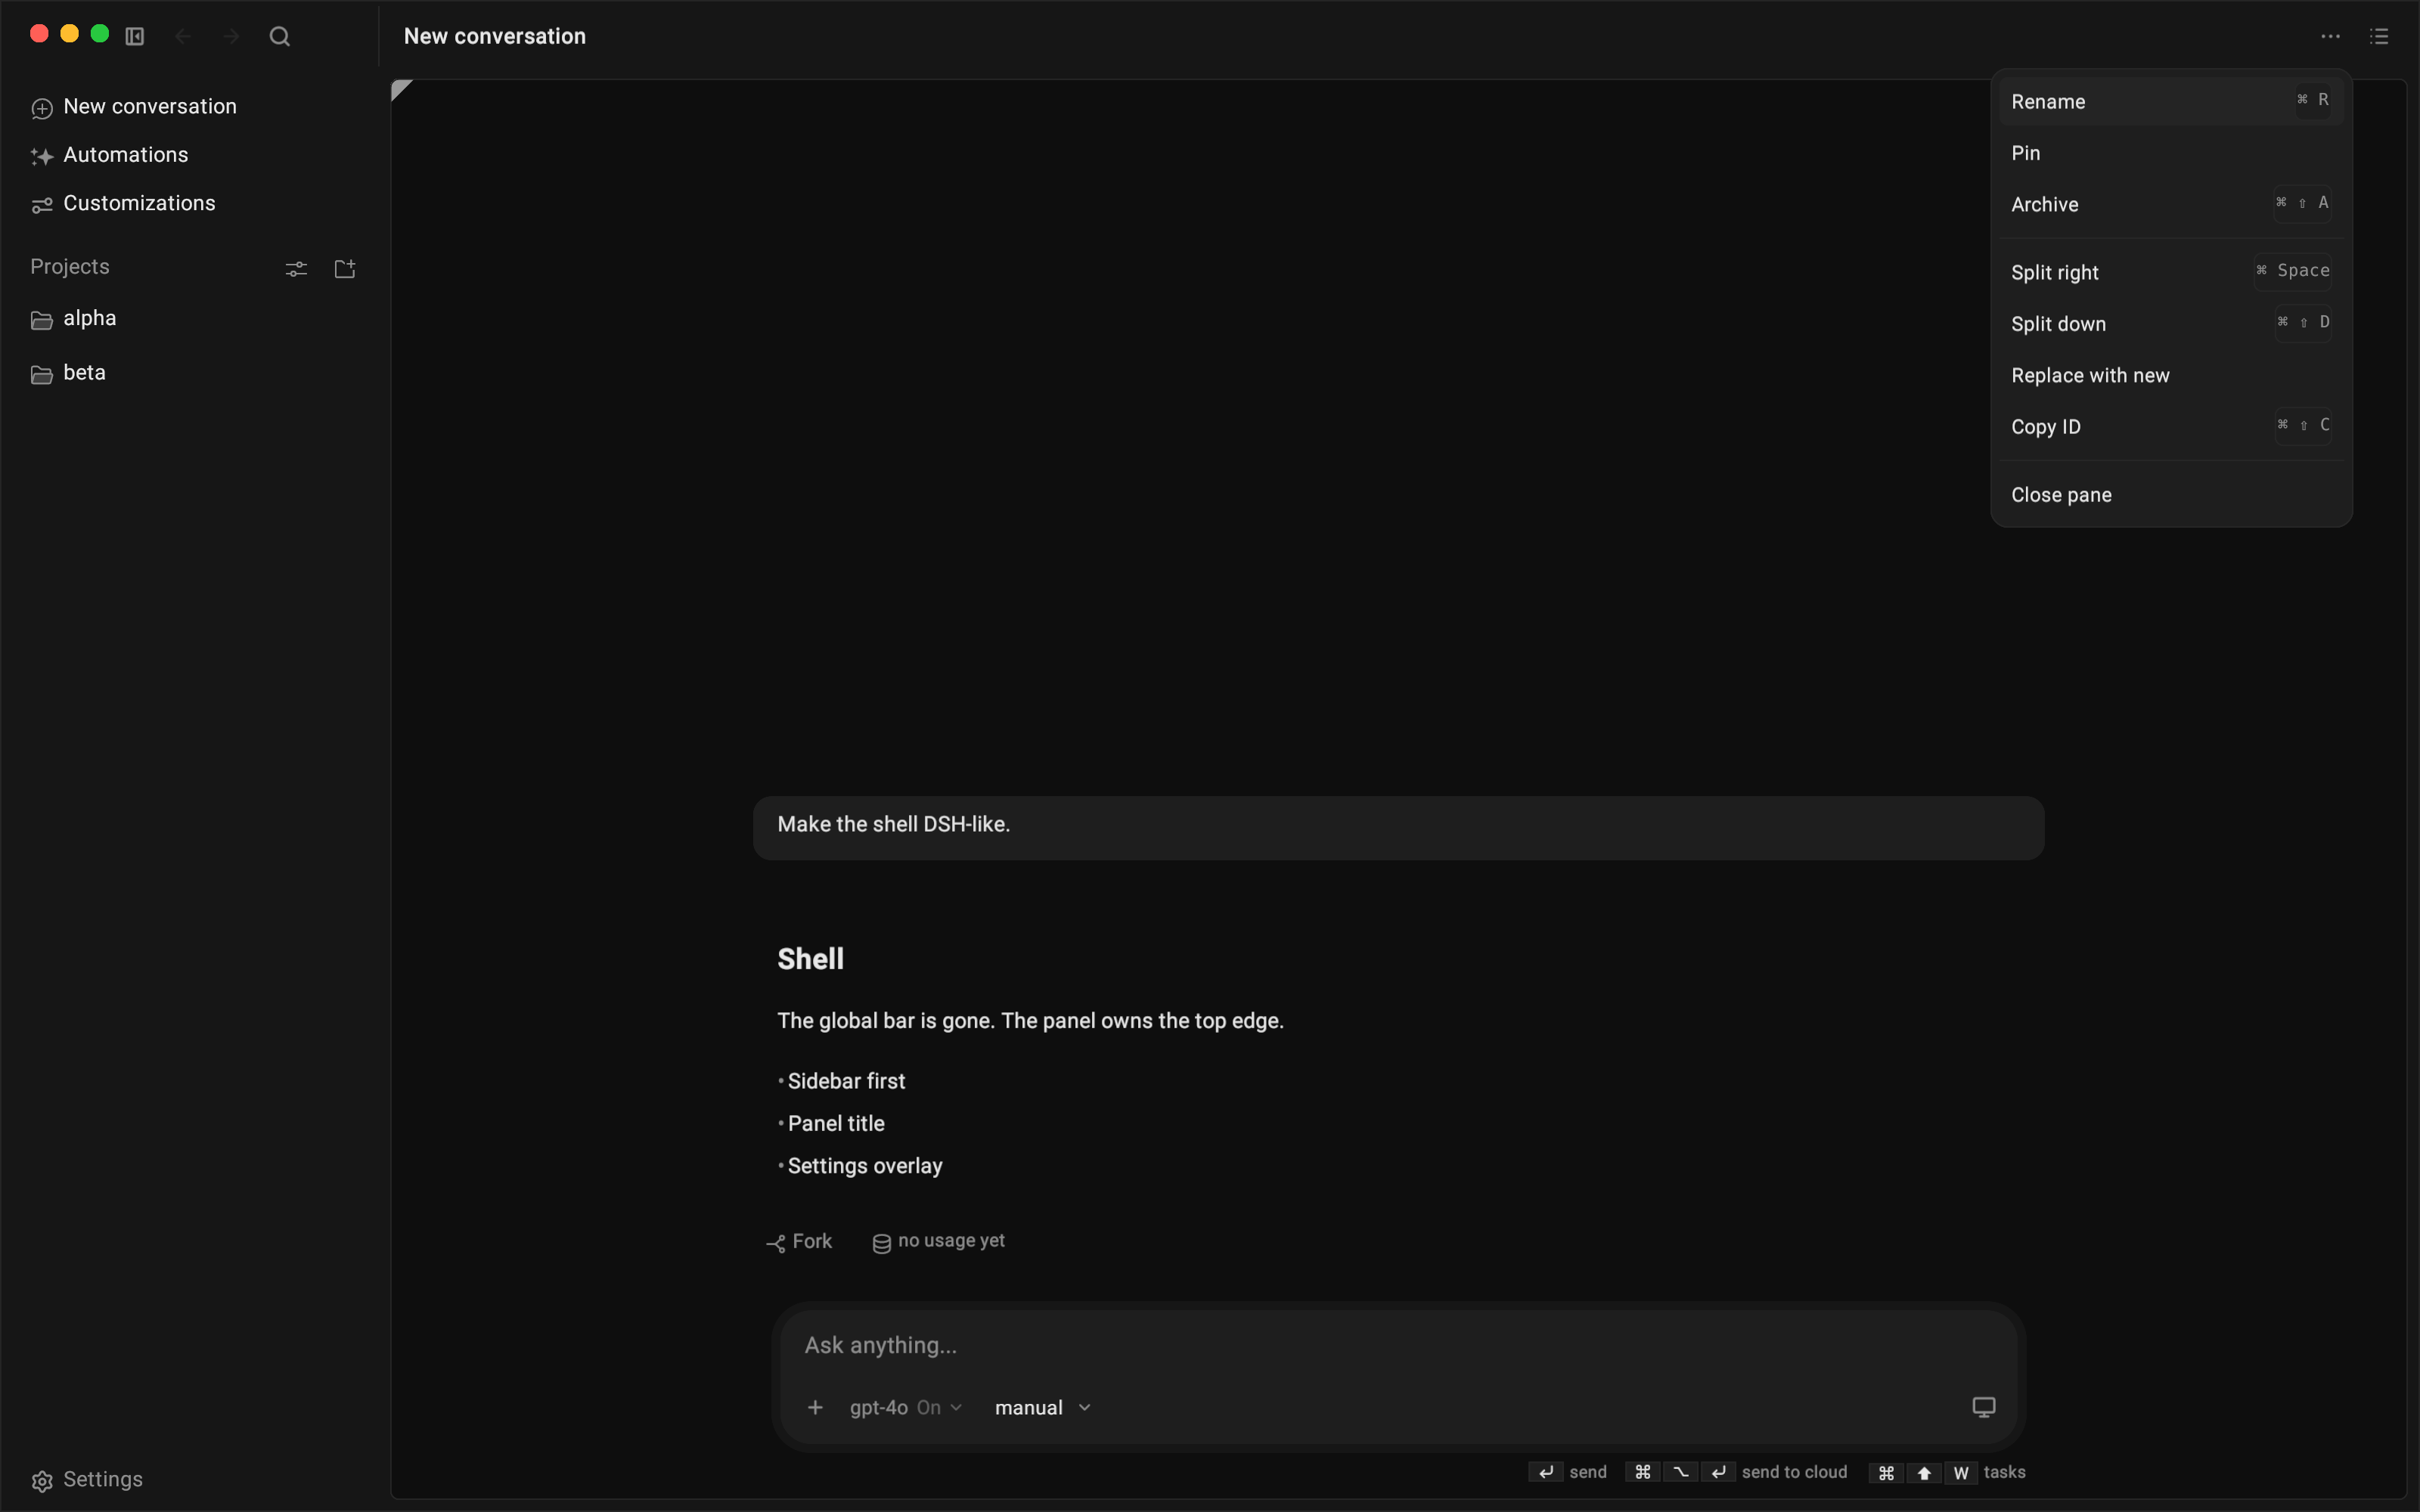 New conversation
New conversation
Automations
Customizations
Projects
alpha
beta
Settings
Rename ⌘ R
Pin
Archive ⌘ ⇧ A
Split right ⌘ Space
Split down ⌘ ⇧ D
Replace with new
Copy ID ⌘ ⇧ C
Close pane
Make the shell DSH-like.
Shell
The global bar is gone. The panel owns the top edge.
• Sidebar first
• Panel title
• Settings overlay
Fork no usage yet
Ask anything...
gpt-4o On manual
↵ send ⌘ ⌥ ↵ send to cloud ⌘ ⬆ W tasks